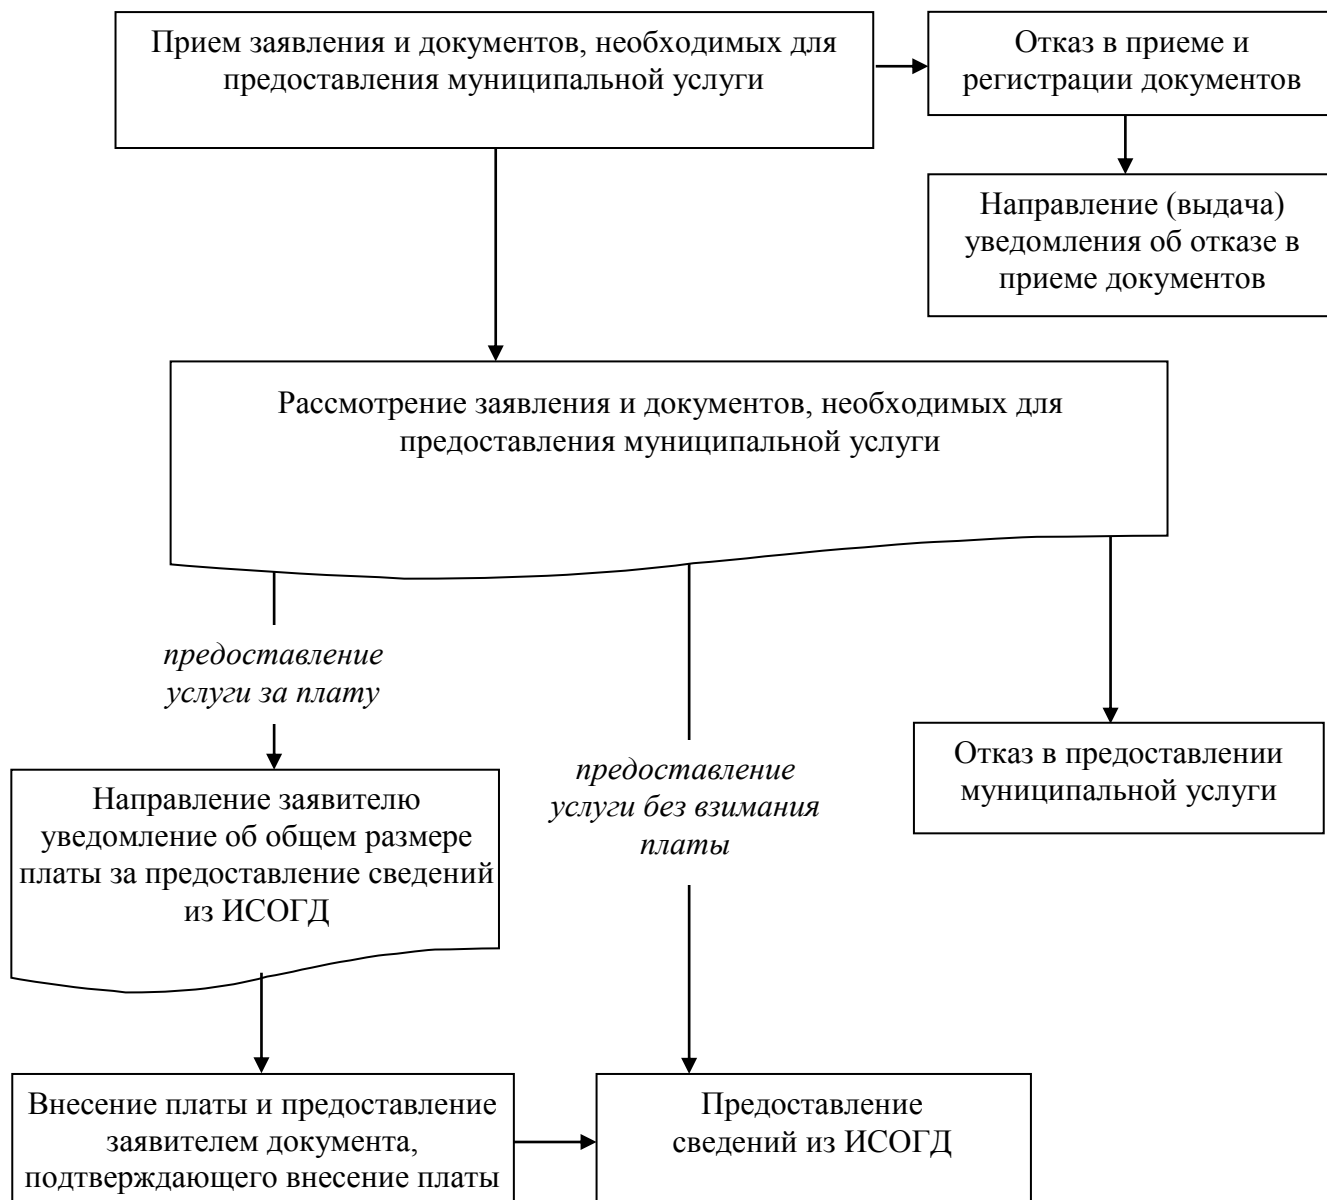 Прием заявления и документов, необходимых для
предоставления муниципальной услуги
Отказ в приеме и
регистрации документов
Направление (выдача)
уведомления об отказе в
приеме документов
Рассмотрение заявления и документов, необходимых для
предоставления муниципальной услуги
предоставление
услуги за плату
предоставление
услуги без взимания
платы
Отказ в предоставлении
муниципальной услуги
Направление заявителю
уведомление об общем размере
платы за предоставление сведений
из ИСОГД
Внесение платы и предоставление
заявителем документа,
подтверждающего внесение платы
Предоставление
сведений из ИСОГД